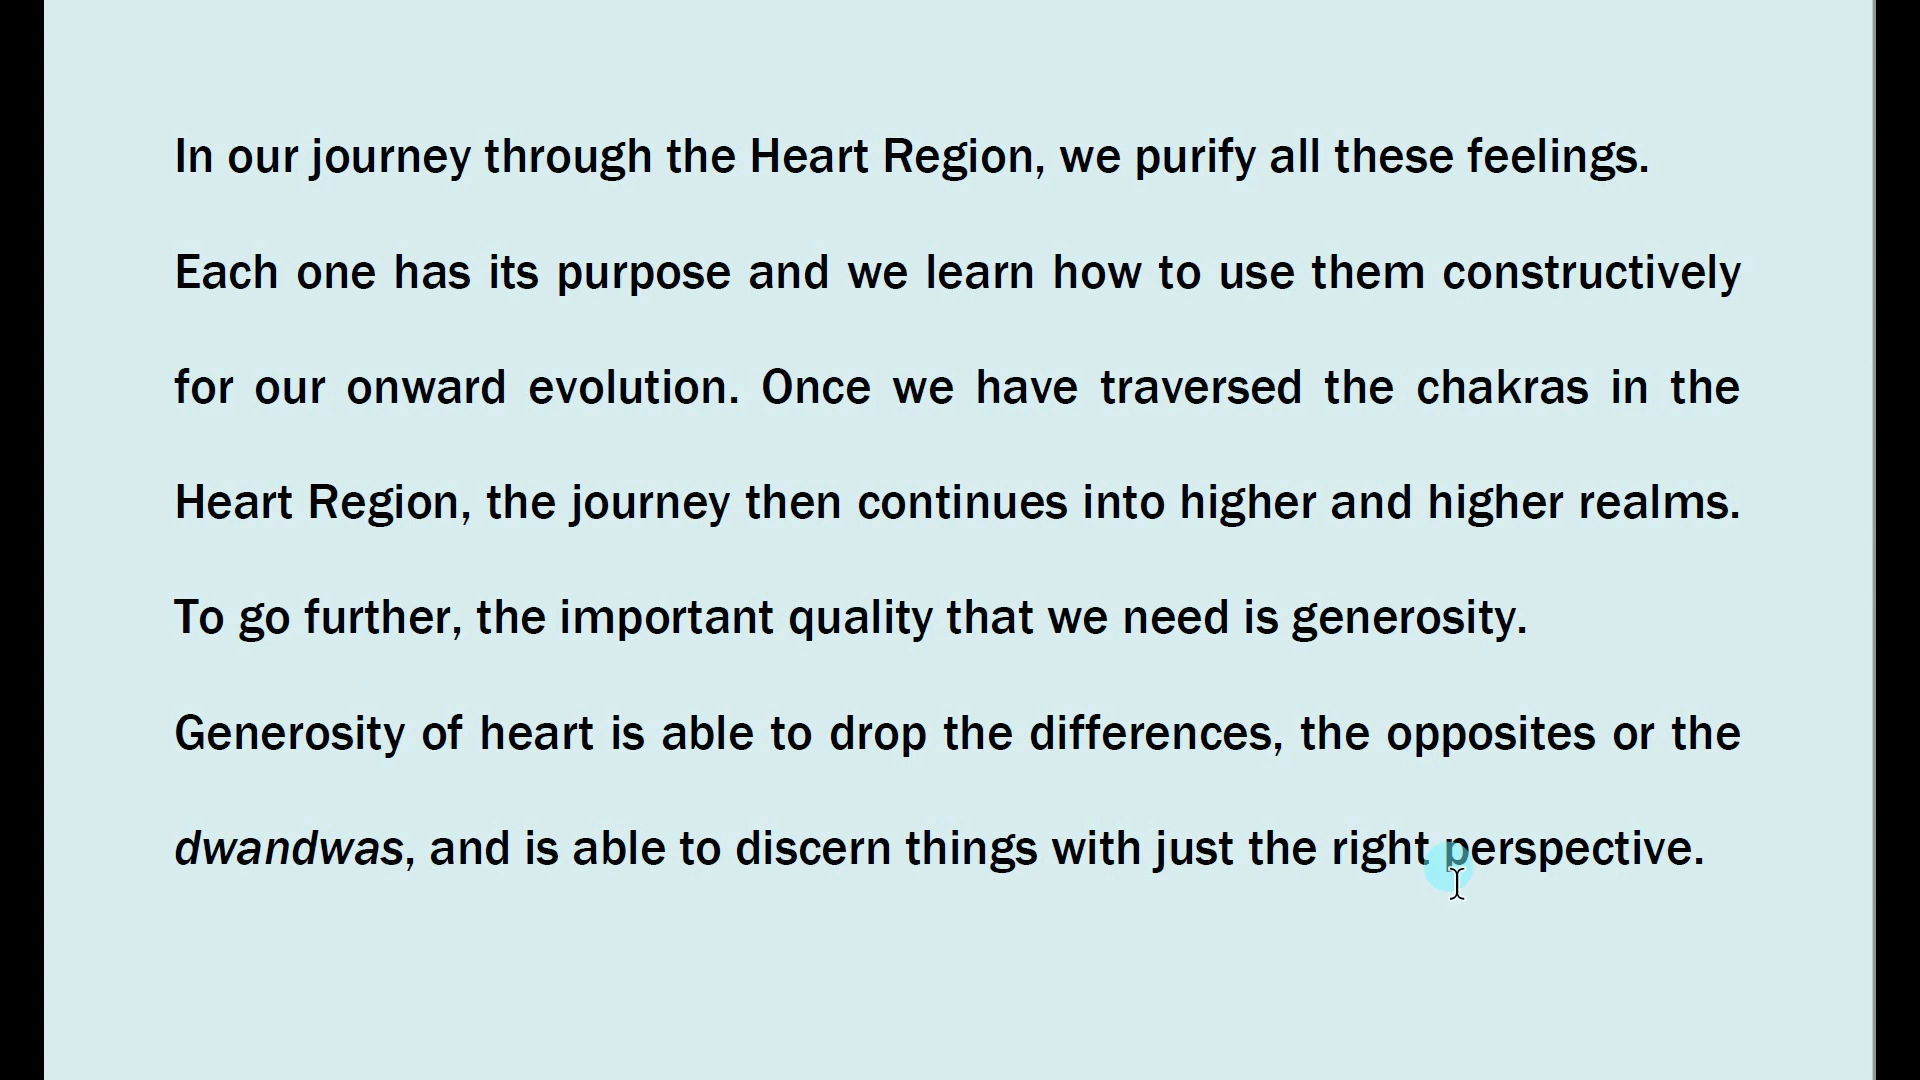 In our journey through the Heart Region, we purify all these feelings.
Each one has its purpose and we learn how to use them constructively
for our onward evolution. Once we have traversed the chakras in the
Heart Region, the journey then continues into higher and higher realms.
To go further, the important quality that we need is generosity.
Generosity of heart is able to drop the differences, the opposites or the
dwandwas, and is able to discern things with just the right perspective.